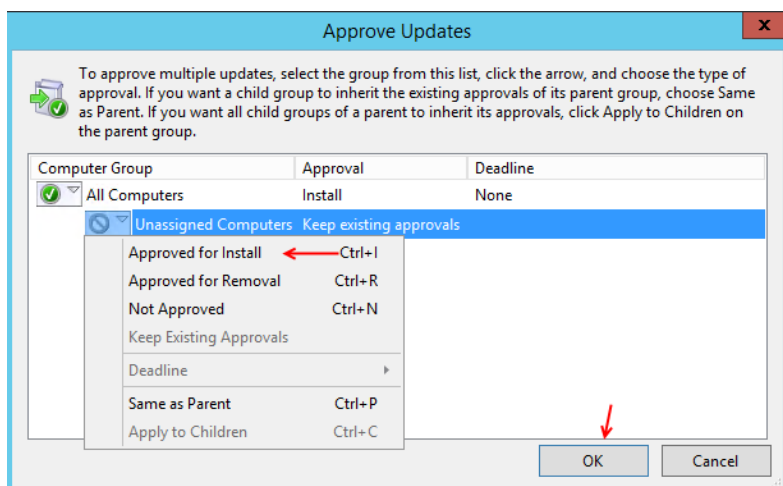 Approve Updates
x
To approve multiple updates, select the group from this list, click the arrow, and choose the type of
approval. If you want a child group to inherit the existing approvals of its parent group, choose Same
as Parent. If you want all child groups of a parent to inherit its approvals, click Apply to Children on
the parent group.
Computer Group Approval Deadline
All Computers Install None
Unassigned Computers Keep existing approvals
Approved for Install Ctrl+I
Approved for Removal Ctrl+R
Not Approved Ctrl+N
Keep Existing Approvals
Deadline
Same as Parent Ctrl+P
Apply to Children Ctrl+C
OK Cancel